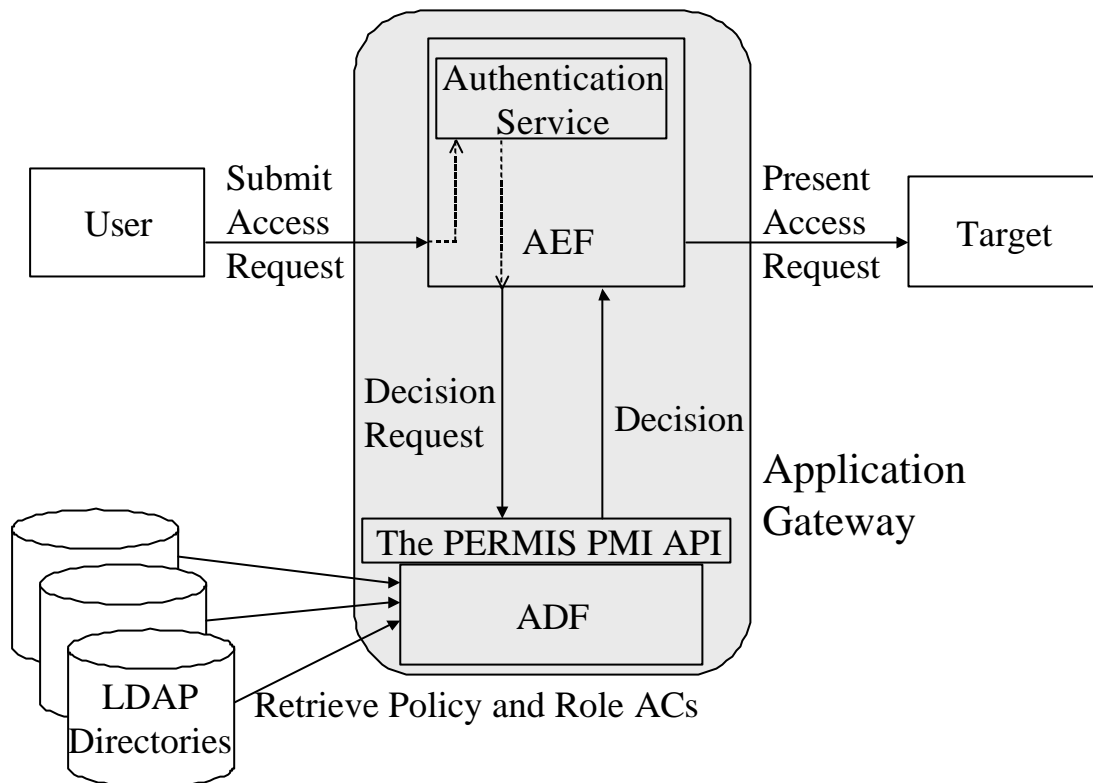 Authentication
Service
User
Submit
Access
Request
AEF
Present
Access
Request
Target
Decision
Request
Decision
Application
Gateway
The PERMIS PMI API
ADF
LDAP
Directories
Retrieve Policy and Role ACs